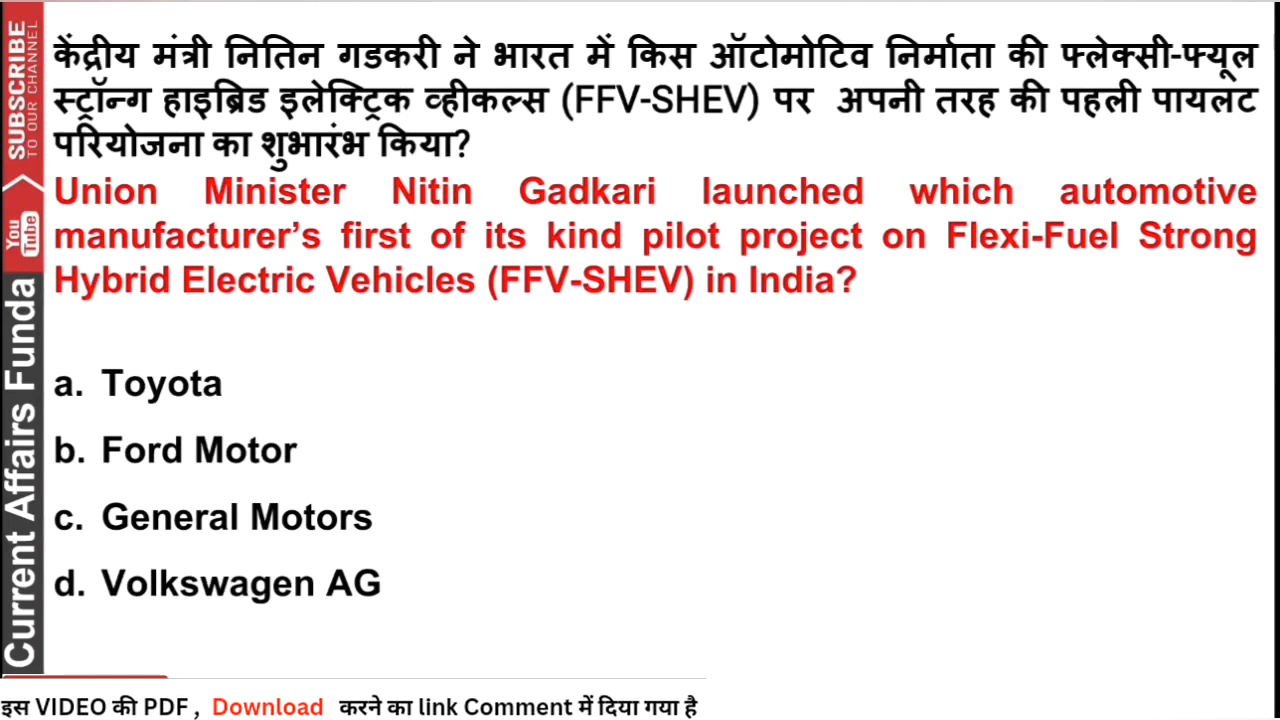 केंद्रीय मंत्री नितिन गडकरी ने भारत में किस ऑटोमोटिव निर्माता की फ्लेक्सी-फ्यूल
स्ट्रॉन्ग हाइब्रिड इलेक्ट्रिक व्हीकल्स (FFV-SHEV) पर अपनी तरह की पहली पायलट
परियोजना का शुभारंभ किया?
Union Minister Nitin Gadkari launched which automotive
manufacturer’s first of its kind pilot project on Flexi-Fuel Strong
Hybrid Electric Vehicles (FFV-SHEV) in India?
a. Toyota
b. Ford Motor
c. General Motors
d. Volkswagen AG
SUBSCRIBE
TO OUR CHANNEL
You
Tube
Current Affairs Funda
इस VIDEO की PDF , Download करने का link Comment में दिया गया है